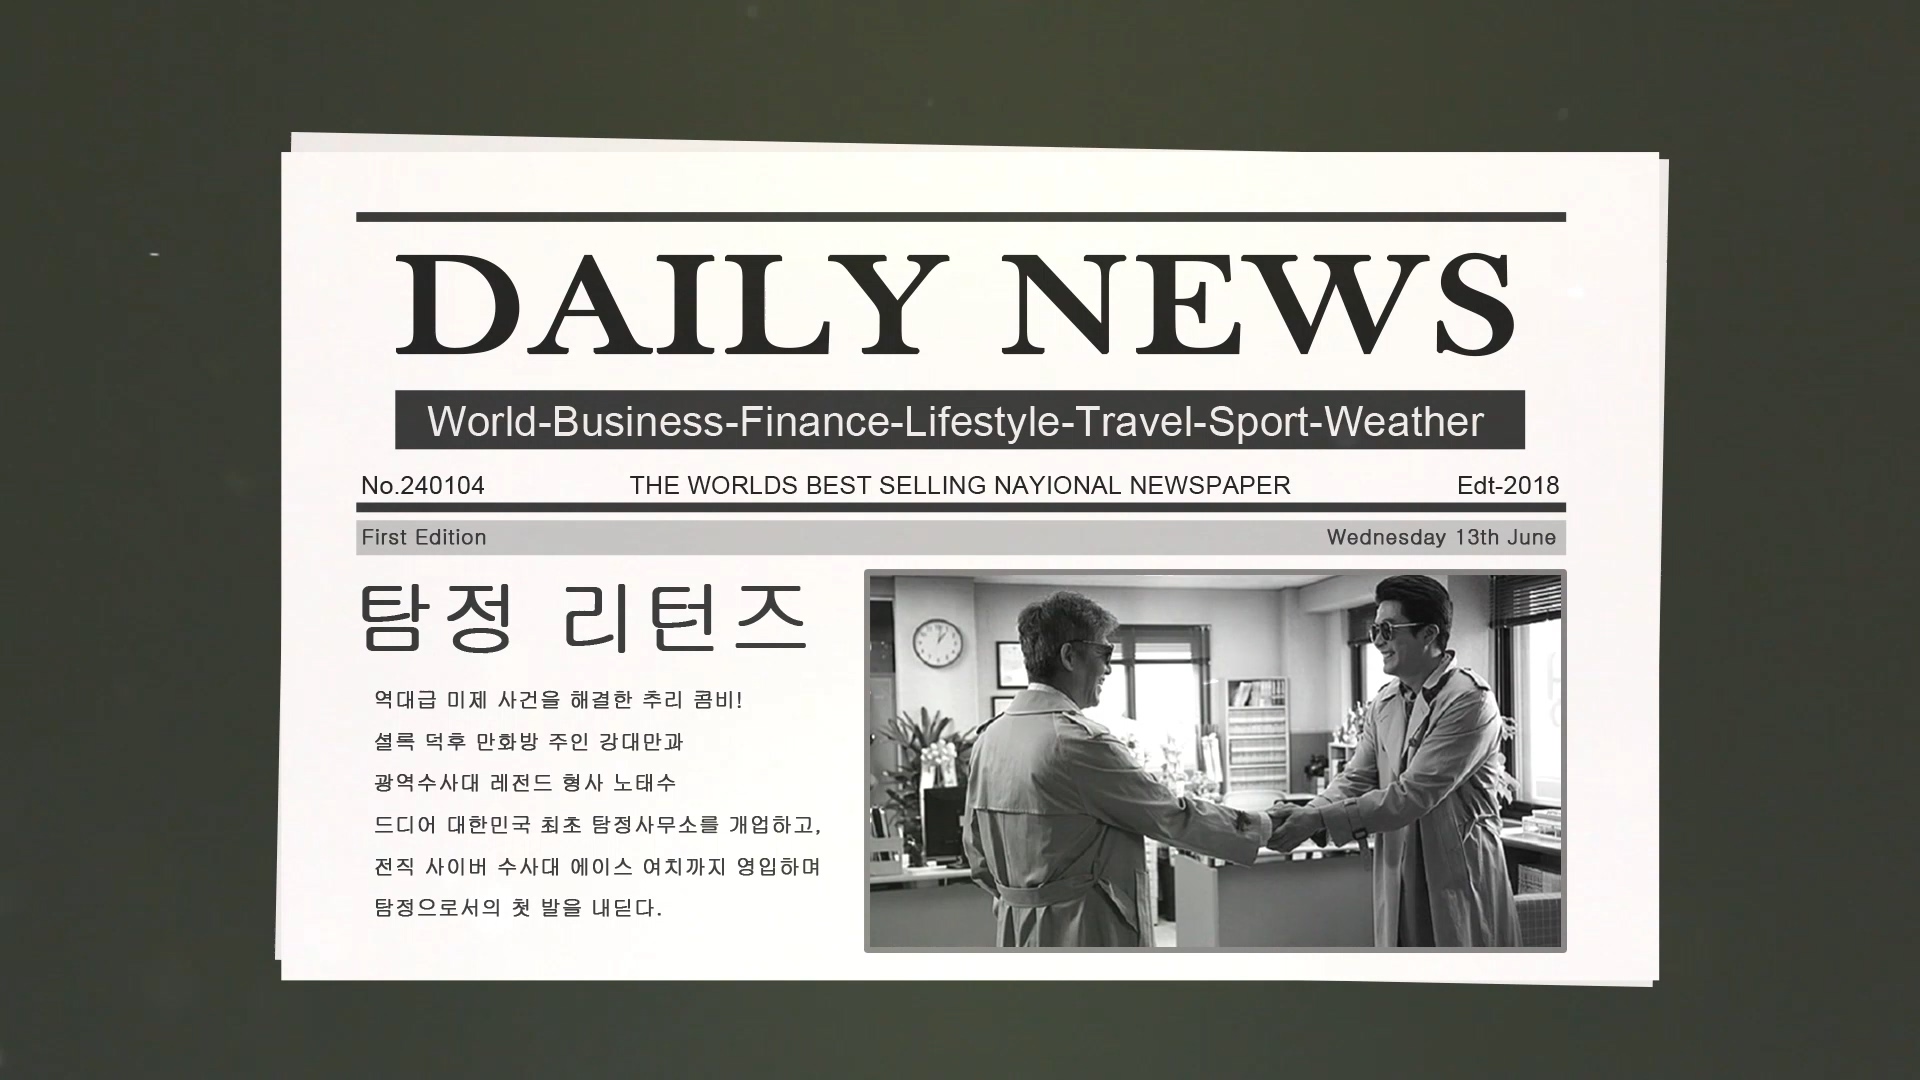 DAILY NEWS
World-Business-Finance-Lifestyle-Travel-Sport-Weather
No.240104 THE WORLDS BEST SELLING NAYIONAL NEWSPAPER Edt-2018
First Edition Wednesday 13th June
탐정 리턴즈
역대급 미제 사건을 해결한 추리 콤비!
셜록 덕후 만화방 주인 강대만과
광역수사대 레전드 형사 노태수
드디어 대한민국 최초 탐정사무소를 개업하고,
전직 사이버 수사대 에이스 여치까지 영입하며
탐정으로서의 첫 발을 내딛다.